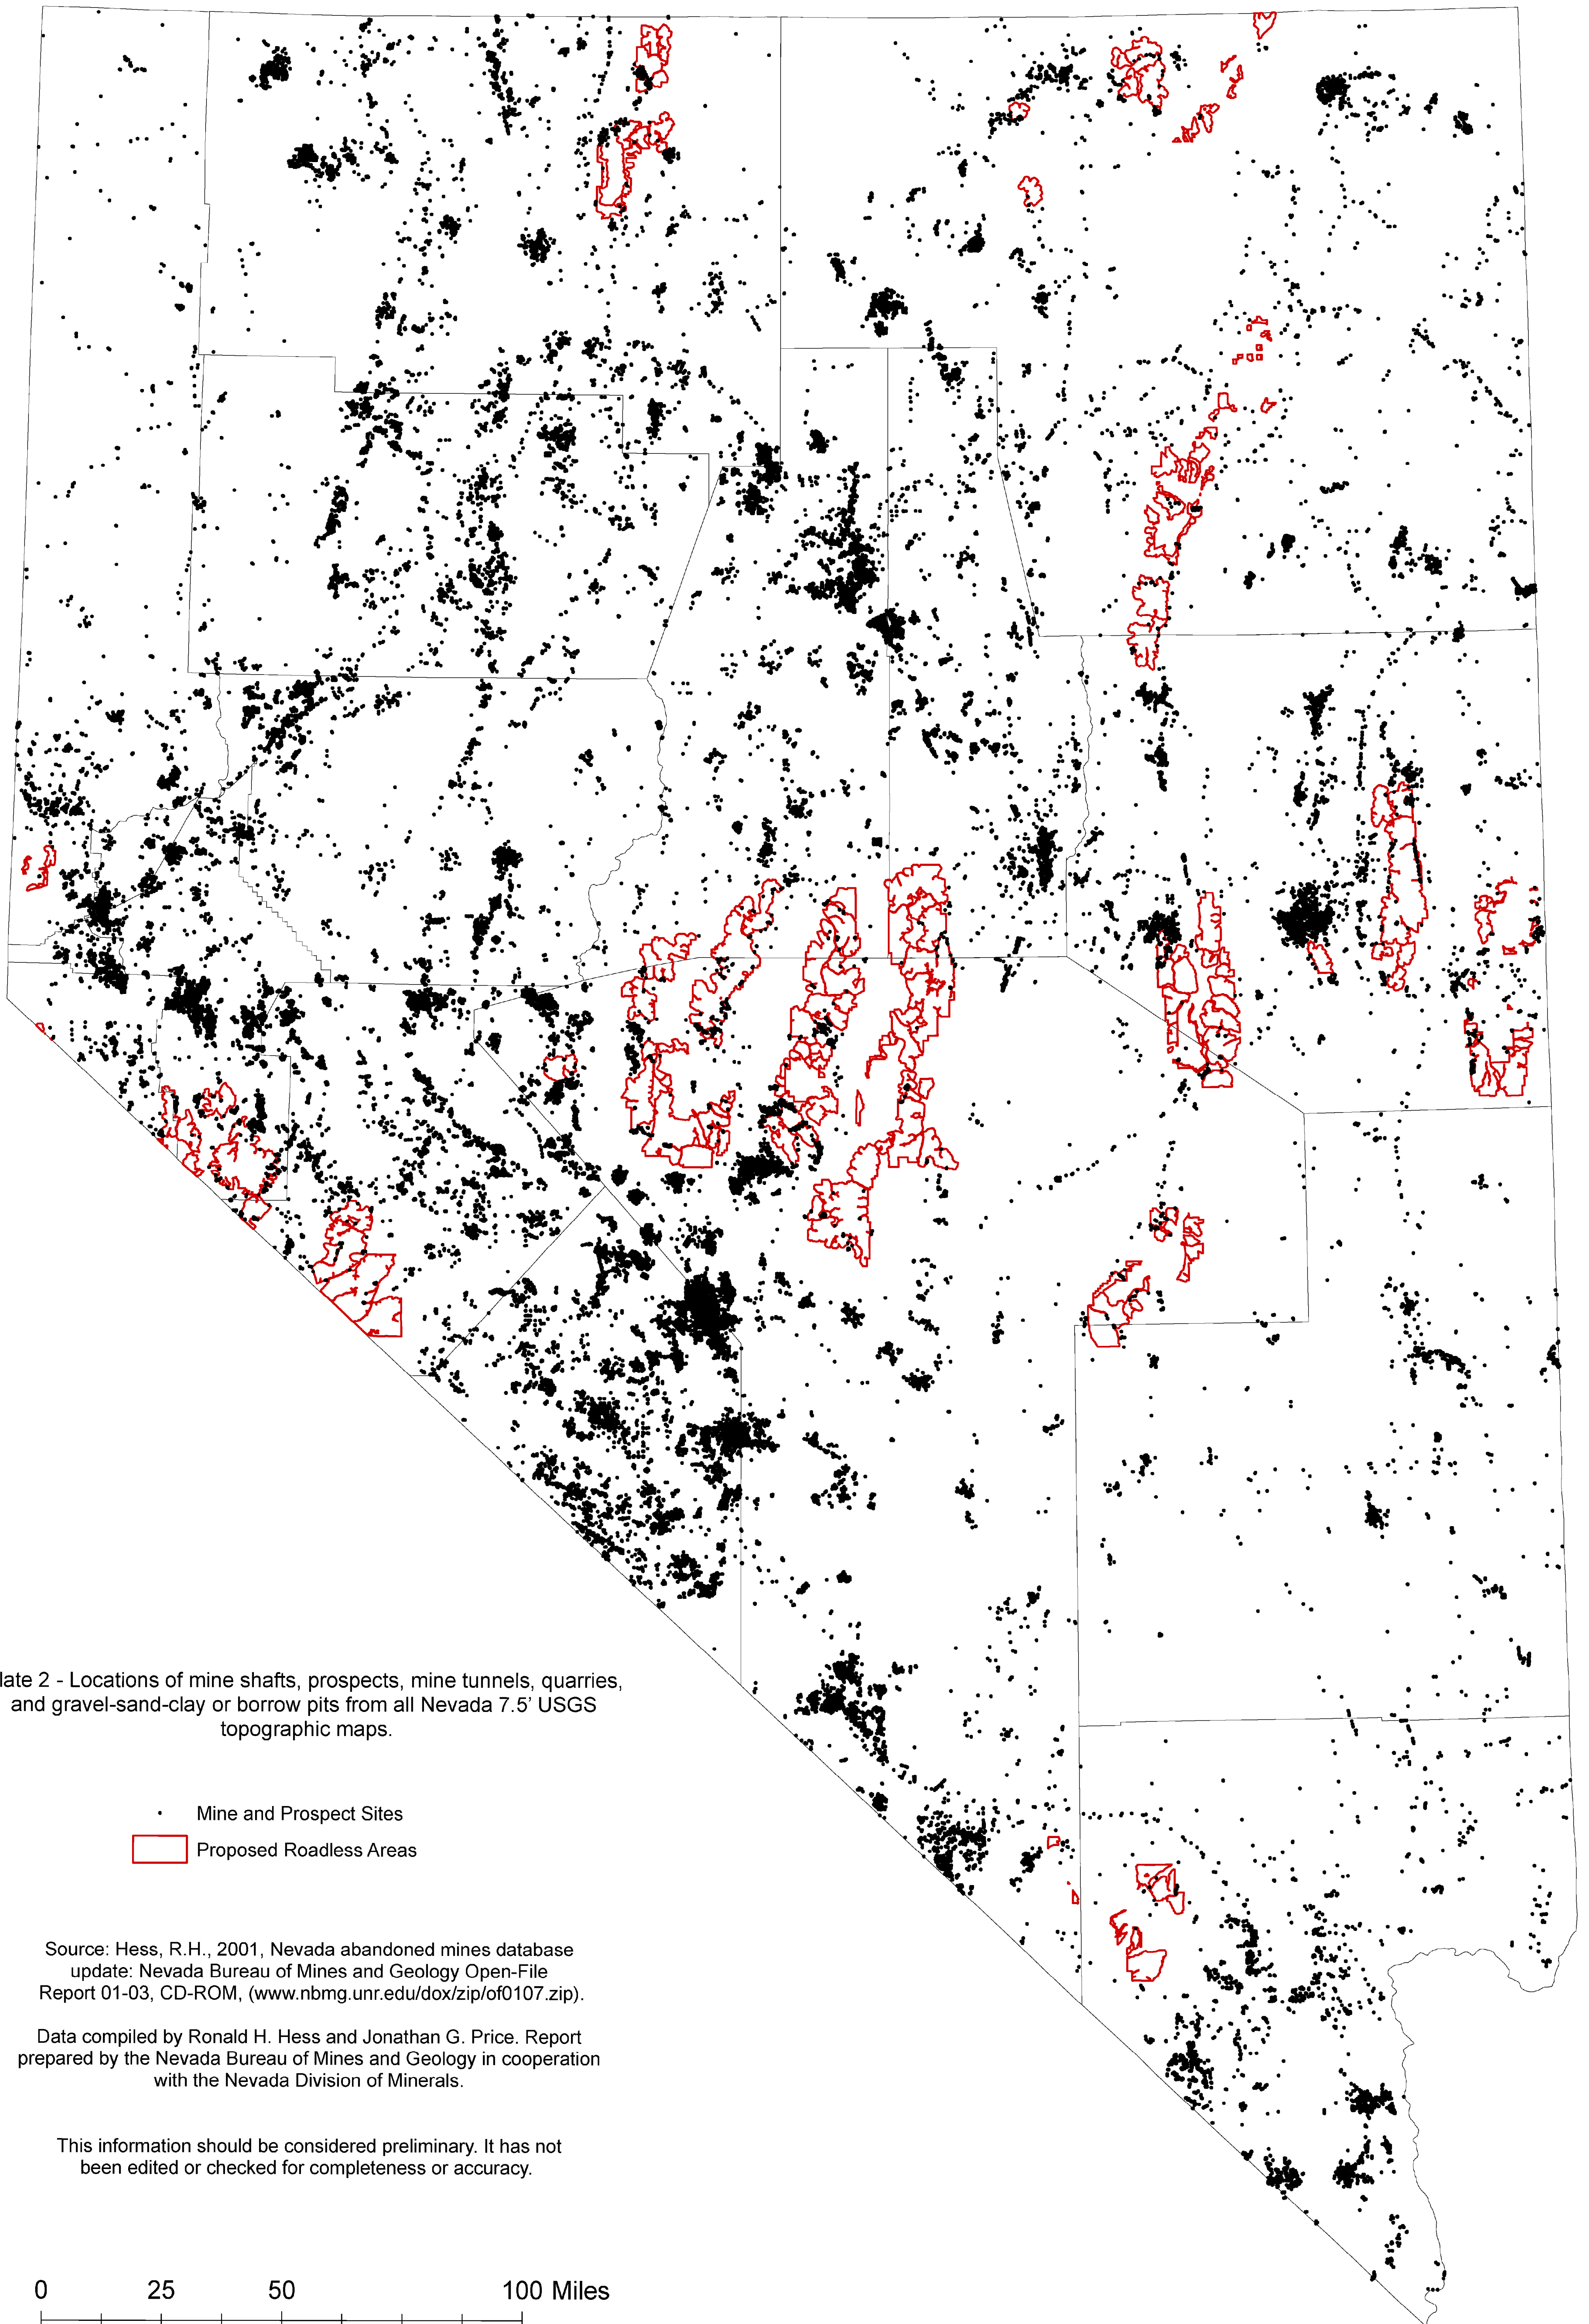 late 2 - Locations of mine shafts, prospects, mine tunnels, quarries,
and gravel-sand-clay or borrow pits from all Nevada 7.5' USGS
topographic maps.
Mine and Prospect Sites
Proposed Roadless Areas
Source: Hess, R.H., 2001, Nevada abandoned mines database
update: Nevada Bureau of Mines and Geology Open-File
Report 01-03, CD-ROM, (www.nbmg.unr.edu/dox/zip/of0107.zip).
Data compiled by Ronald H. Hess and Jonathan G. Price. Report
prepared by the Nevada Bureau of Mines and Geology in cooperation
with the Nevada Division of Minerals.
This information should be considered preliminary. It has not
been edited or checked for completeness or accuracy.
0 25 50 100 Miles